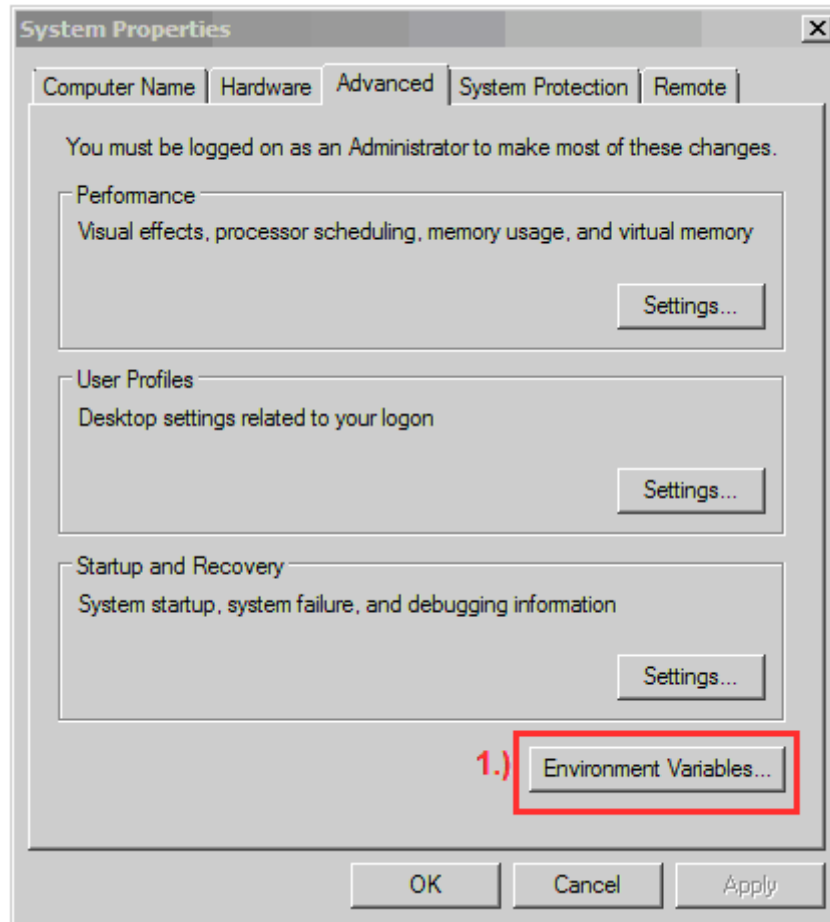 System Properties
Computer Name Hardware Advanced System Protection Remote
You must be logged on as an Administrator to make most of these changes.
Performance
Visual effects, processor scheduling, memory usage, and virtual memory
Settings...
User Profiles
Desktop settings related to your logon
Settings...
Startup and Recovery
System startup, system failure, and debugging information
Settings...
1.) Environment Variables...
OK Cancel Apply